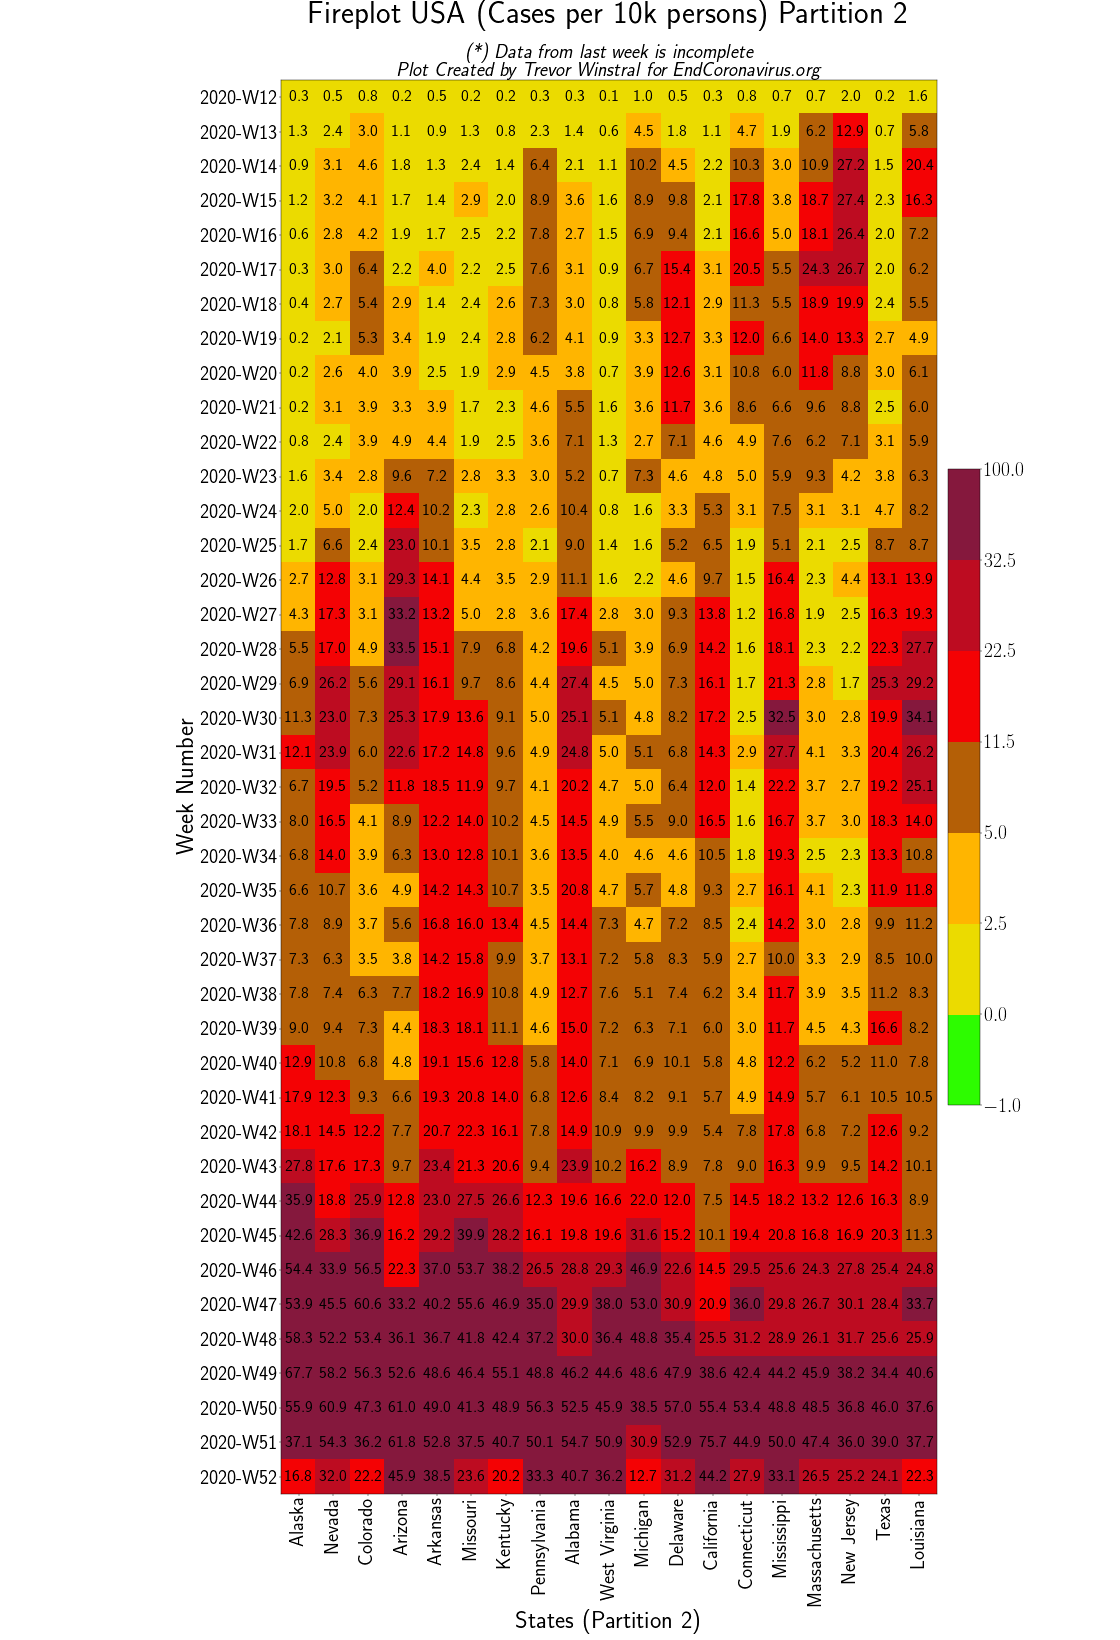 Fireplot USA (Cases per 10k persons) Partition 2
(*) Data from last week is incomplete
Plot Created by Trevor Winstral for EndCoronavirus.org
2020-W12 0.3 0.5 0.8 0.2 0.5 0.2 0.2 0.3 0.3 0.1 1.0 0.5 0.3 0.8 0.7 0.7 2.0 0.2 1.6
2020-W13 1.3 2.4 3.0 1.1 0.9 1.3 0.8 2.3 1.4 0.6 4.5 1.8 1.1 4.7 1.9 6.2 12.9 0.7 5.8
2020-W14 0.9 3.1 4.6 1.8 1.3 2.4 1.4 6.4 2.1 1.1 10.2 4.5 2.2 10.3 3.0 10.9 27.2 1.5 20.4
2020-W15 1.2 3.2 4.1 1.7 1.4 2.9 2.0 8.9 3.6 1.6 8.9 9.8 2.1 17.8 3.8 18.7 27.4 2.3 16.3
2020-W16 0.6 2.8 4.2 1.9 1.7 2.5 2.2 7.8 2.7 1.5 6.9 9.4 2.1 16.6 5.0 18.1 26.4 2.0 7.2
2020-W17 0.3 3.0 6.4 2.2 4.0 2.2 2.5 7.6 3.1 0.9 6.7 15.4 3.1 20.5 5.5 24.3 26.7 2.0 6.2
2020-W18 0.4 2.7 5.4 2.9 1.4 2.4 2.6 7.3 3.0 0.8 5.8 12.1 2.9 11.3 5.5 18.9 19.9 2.4 5.5
2020-W19 0.2 2.1 5.3 3.4 1.9 2.4 2.8 6.2 4.1 0.9 3.3 12.7 3.3 12.0 6.6 14.0 13.3 2.7 4.9
2020-W20 0.2 2.6 4.0 3.9 2.5 1.9 2.9 4.5 3.8 0.7 3.9 12.6 3.1 10.8 6.0 11.8 8.8 3.0 6.1
2020-W21 0.2 3.1 3.9 3.3 3.9 1.7 2.3 4.6 5.5 1.6 3.6 11.7 3.6 8.6 6.6 9.6 8.8 2.5 6.0
2020-W22 0.8 2.4 3.9 4.9 4.4 1.9 2.5 3.6 7.1 1.3 2.7 7.1 4.6 4.9 7.6 6.2 7.1 3.1 5.9
2020-W23 1.6 3.4 2.8 9.6 7.2 2.8 3.3 3.0 5.2 0.7 7.3 4.6 4.8 5.0 5.9 9.3 4.2 3.8 6.3
2020-W24 2.0 5.0 2.0 12.4 10.2 2.3 2.8 2.6 10.4 0.8 1.6 3.3 5.3 3.1 7.5 3.1 3.1 4.7 8.2
2020-W25 1.7 6.6 2.4 23.0 10.1 3.5 2.8 2.1 9.0 1.4 1.6 5.2 6.5 1.9 5.1 2.1 2.5 8.7 8.7
2020-W26 2.7 12.8 3.1 29.3 14.1 4.4 3.5 2.9 11.1 1.6 2.2 4.6 9.7 1.5 16.4 2.3 4.4 13.1 13.9
2020-W27 4.3 17.3 3.1 33.2 13.2 5.0 2.8 3.6 17.4 2.8 3.0 9.3 13.8 1.2 16.8 1.9 2.5 16.3 19.3
2020-W28 5.5 17.0 4.9 33.5 15.1 7.9 6.8 4.2 19.6 5.1 3.9 6.9 14.2 1.6 18.1 2.3 2.2 22.3 27.7
2020-W29 6.9 26.2 5.6 29.1 16.1 9.7 8.6 4.4 27.4 4.5 5.0 7.3 16.1 1.7 21.3 2.8 1.7 25.3 29.2
2020-W30 11.3 23.0 7.3 25.3 17.9 13.6 9.1 5.0 25.1 5.1 4.8 8.2 17.2 2.5 32.5 3.0 2.8 19.9 34.1
2020-W31 12.1 23.9 6.0 22.6 17.2 14.8 9.6 4.9 24.8 5.0 5.1 6.8 14.3 2.9 27.7 4.1 3.3 20.4 26.2
2020-W32 6.7 19.5 5.2 11.8 18.5 11.9 9.7 4.1 20.2 4.7 5.0 6.4 12.0 1.4 22.2 3.7 2.7 19.2 25.1
2020-W33 8.0 16.5 4.1 8.9 12.2 14.0 10.2 4.5 14.5 4.9 5.5 9.0 16.5 1.6 16.7 3.7 3.0 18.3 14.0
2020-W34 6.8 14.0 3.9 6.3 13.0 12.8 10.1 3.6 13.5 4.0 4.6 4.6 10.5 1.8 19.3 2.5 2.3 13.3 10.8
2020-W35 6.6 10.7 3.6 4.9 14.2 14.3 10.7 3.5 20.8 4.7 5.7 4.8 9.3 2.7 16.1 4.1 2.3 11.9 11.8
2020-W36 7.8 8.9 3.7 5.6 16.8 16.0 13.4 4.5 14.4 7.3 4.7 7.2 8.5 2.4 14.2 3.0 2.8 9.9 11.2
2020-W37 7.3 6.3 3.5 3.8 14.2 15.8 9.9 3.7 13.1 7.2 5.8 8.3 5.9 2.7 10.0 3.3 2.9 8.5 10.0
2020-W38 7.8 7.4 6.3 7.7 18.2 16.9 10.8 4.9 12.7 7.6 5.1 7.4 6.2 3.4 11.7 3.9 3.5 11.2 8.3
2020-W39 9.0 9.4 7.3 4.4 18.3 18.1 11.1 4.6 15.0 7.2 6.3 7.1 6.0 3.0 11.7 4.5 4.3 16.6 8.2
2020-W40 12.9 10.8 6.8 4.8 19.1 15.6 12.8 5.8 14.0 7.1 6.9 10.1 5.8 4.8 12.2 6.2 5.2 11.0 7.8
2020-W41 17.9 12.3 9.3 6.6 19.3 20.8 14.0 6.8 12.6 8.4 8.2 9.1 5.7 4.9 14.9 5.7 6.1 10.5 10.5
2020-W42 18.1 14.5 12.2 7.7 20.7 22.3 16.1 7.8 14.9 10.9 9.9 9.9 5.4 7.8 17.8 6.8 7.2 12.6 9.2
2020-W43 27.8 17.6 17.3 9.7 23.4 21.3 20.6 9.4 23.9 10.2 16.2 8.9 7.8 9.0 16.3 9.9 9.5 14.2 10.1
2020-W44 35.9 18.8 25.9 12.8 23.0 27.5 26.6 12.3 19.6 16.6 22.0 12.0 7.5 14.5 18.2 13.2 12.6 16.3 8.9
2020-W45 42.6 28.3 36.9 16.2 29.2 39.9 28.2 16.1 19.8 19.6 31.6 15.2 10.1 19.4 20.8 16.8 16.9 20.3 11.3
2020-W46 54.4 33.9 56.5 22.3 37.0 53.7 38.2 26.5 28.8 29.3 46.9 22.6 14.5 29.5 25.6 24.3 27.8 25.4 24.8
2020-W47 53.9 45.5 60.6 33.2 40.2 55.6 46.9 35.0 29.9 38.0 53.0 30.9 20.9 36.0 29.8 26.7 30.1 28.4 33.7
2020-W48 58.3 52.2 53.4 36.1 36.7 41.8 42.4 37.2 30.0 36.4 48.8 35.4 25.5 31.2 28.9 26.1 31.7 25.6 25.9
2020-W49 67.7 58.2 56.3 52.6 48.6 46.4 55.1 48.8 46.2 44.6 48.6 47.9 38.6 42.4 44.2 45.9 38.2 34.4 40.6
2020-W50 55.9 60.9 47.3 61.0 49.0 41.3 48.9 56.3 52.5 45.9 38.5 57.0 55.4 53.4 48.8 48.5 36.8 46.0 37.6
2020-W51 37.1 54.3 36.2 61.8 52.8 37.5 40.7 50.1 54.7 50.9 30.9 52.9 75.7 44.9 50.0 47.4 36.0 39.0 37.7
2020-W52 16.8 32.0 22.2 45.9 38.5 23.6 20.2 33.3 40.7 36.2 12.7 31.2 44.2 27.9 33.1 26.5 25.2 24.1 22.3
Week Number
Alaska
Nevada
Colorado
Arizona
Arkansas
Missouri
Kentucky
Pennsylvania
Alabama
West Virginia
Michigan
Delaware
California
Connecticut
Mississippi
Massachusetts
New Jersey
Texas
Louisiana
States (Partition 2)
100.0
32.5
22.5
11.5
5.0
2.5
0.0
−1.0